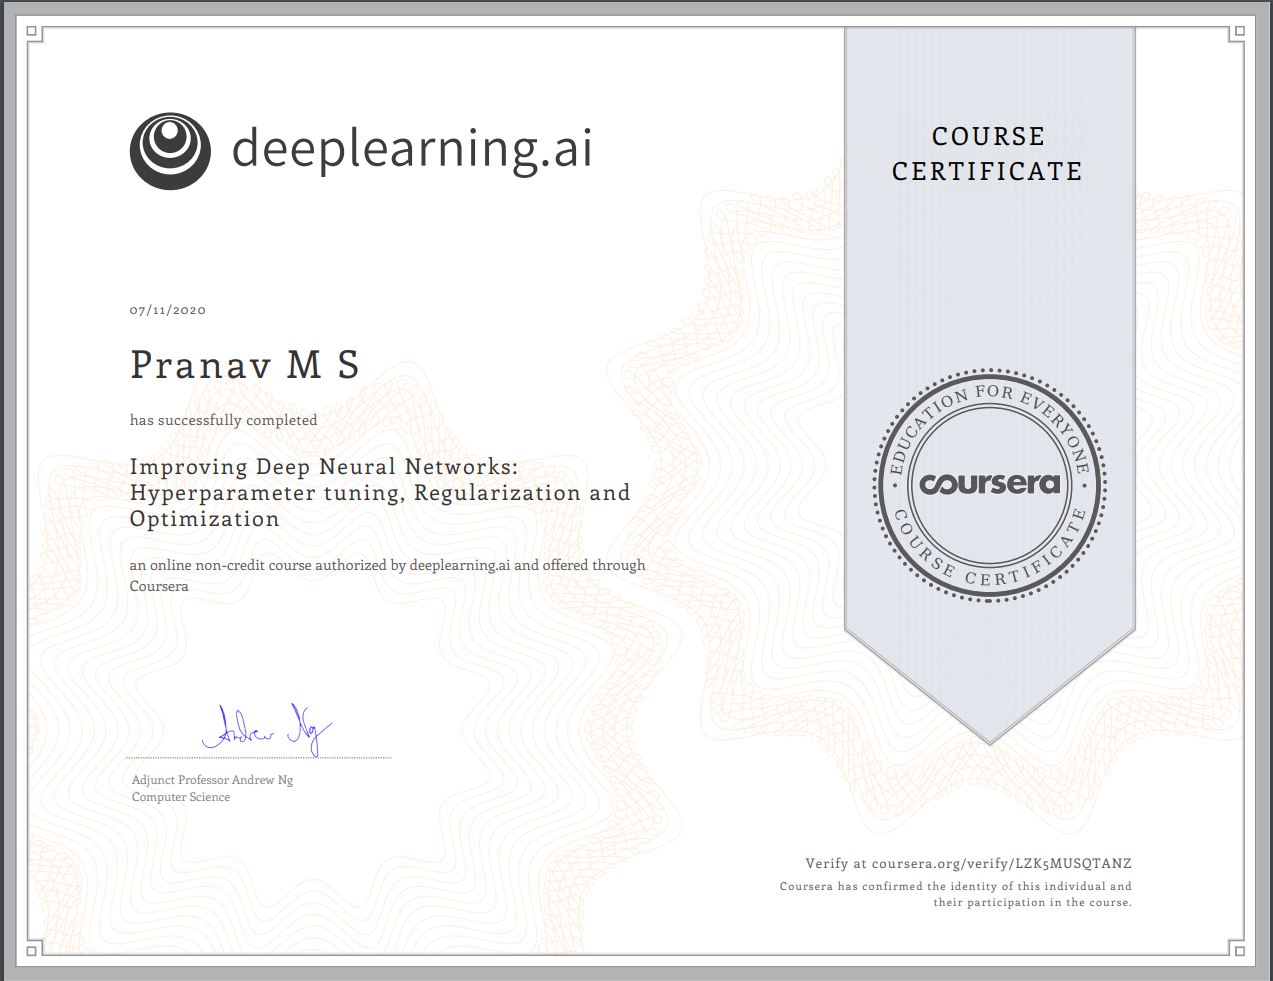 deeplearning.ai
COURSE
CERTIFICATE
07/11/2020
Pranav M S
has successfully completed
Improving Deep Neural Networks:
Hyperparameter tuning, Regularization and
Optimization
an online non-credit course authorized by deeplearning.ai and offered through
Coursera
EDUCATION FOR EVERYONE
coursera
COURSE CERTIFICATE
Andrew Ng
Adjunct Professor Andrew Ng
Computer Science
Verify at coursera.org/verify/LZK5MUSQTANZ
Coursera has confirmed the identity of this individual and
their participation in the course.